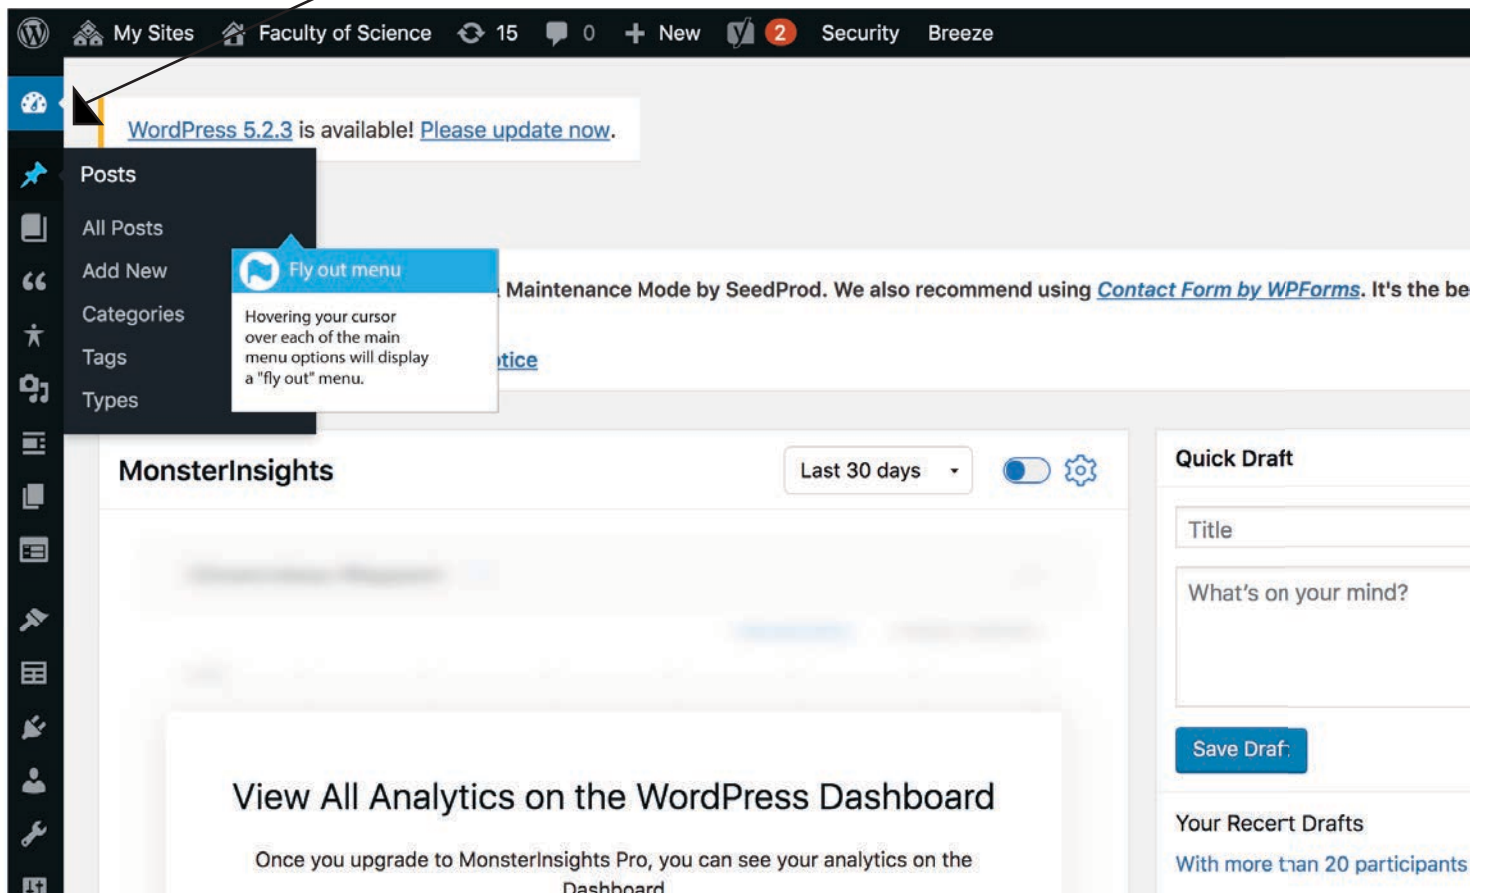 My Sites Faculty of Science 15 0 New 2 Security Breeze
WordPress 5.2.3 is available! Please update now.
Posts
All Posts
Add New
Categories
Tags
Types
Fly out menu
Hovering your cursor
over each of the main
menu options will display
a "fly out" menu.
Maintenance Mode by SeedProd. We also recommend using Contact Form by WPForms. It's the be
otice
MonsterInsights
Last 30 days
Quick Draft
Title
What's on your mind?
Save Draf
Your Recent Drafts
With more than 20 participants
View All Analytics on the WordPress Dashboard
Once you upgrade to MonsterInsights Pro, you can see your analytics on the
Dashboard